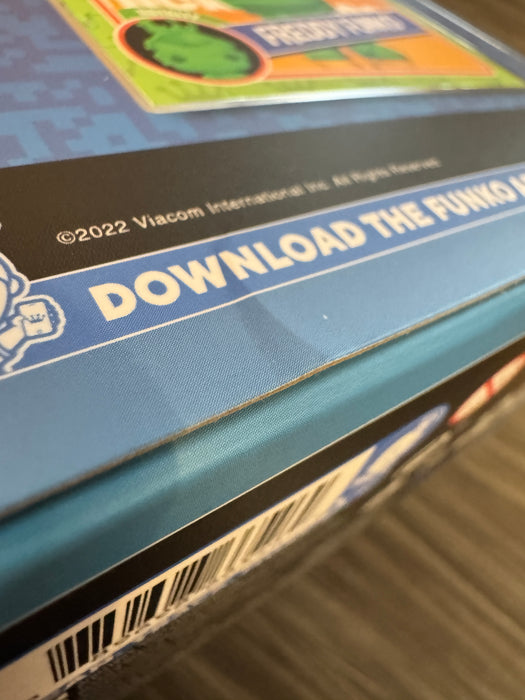 FREDDY FUNKO
©2022 Viacom International Inc. All Rights Reserved
DOWNLOAD THE FUNKO